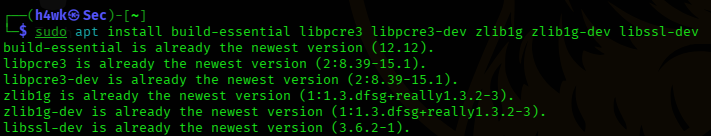 ┌──(h4wk㉿Sec)-[~]
└─$ sudo apt install build-essential libpcre3 libpcre3-dev zlib1g zlib1g-dev libssl-dev
build-essential is already the newest version (12.12).
libpcre3 is already the newest version (2:8.39-15.1).
libpcre3-dev is already the newest version (2:8.39-15.1).
zlib1g is already the newest version (1:1.3.dfsg+really1.3.2-3).
zlib1g-dev is already the newest version (1:1.3.dfsg+really1.3.2-3).
libssl-dev is already the newest version (3.6.2-1).